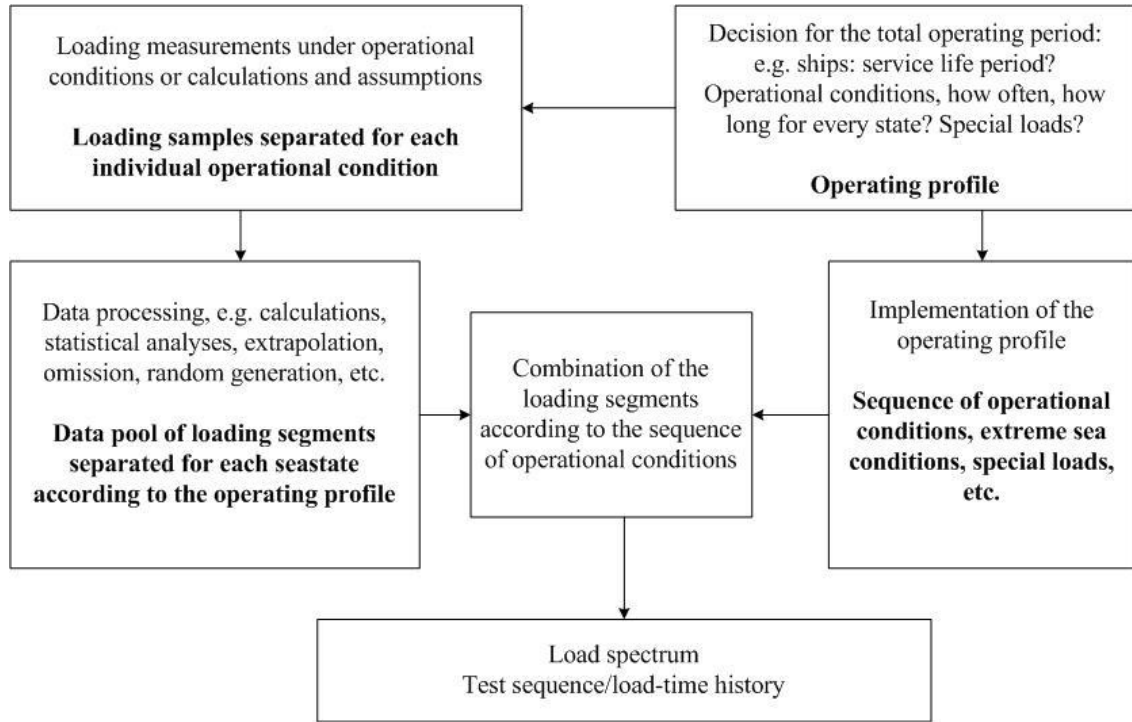 Loading measurements under operational
conditions or calculations and assumptions
Loading samples separated for each
individual operational condition
Decision for the total operating period:
e.g. ships: service life period?
Operational conditions, how often, how
long for every state? Special loads?
Operating profile
Data processing, e.g. calculations,
statistical analyses, extrapolation,
omission, random generation, etc.
Data pool of loading segments
separated for each seastate
according to the operating profile
Combination of the
loading segments
according to the sequence
of operational conditions
Implementation of the
operating profile
Sequence of operational
conditions, extreme sea
conditions, special loads,
etc.
Load spectrum
Test sequence/load-time history